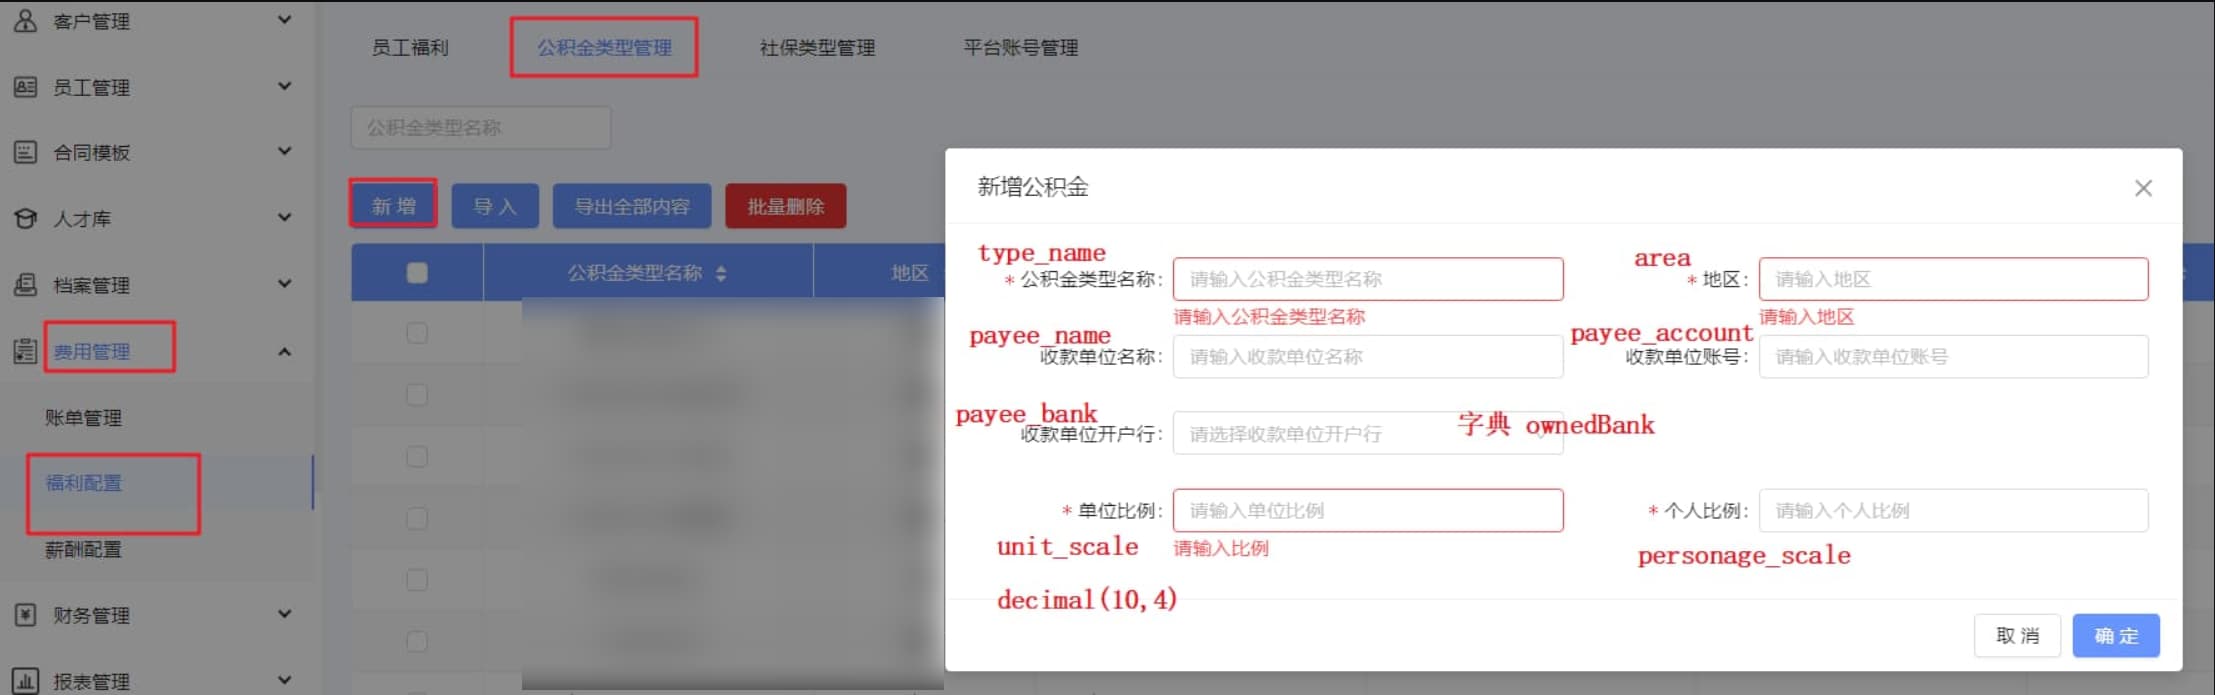 客户管理
员工管理
合同模板
人才库
档案管理
费用管理
账单管理
福利配置
薪酬配置
财务管理
报表管理
员工福利
公积金类型管理
社保类型管理
平台账号管理
公积金类型名称
新 增
导 入
导出全部内容
批量删除
公积金类型名称
地区
新增公积金
type_name
* 公积金类型名称: 请输入公积金类型名称
请输入公积金类型名称
area
* 地区: 请输入地区
请输入地区
payee_name
收款单位名称: 请输入收款单位名称
payee_account
收款单位账号: 请输入收款单位账号
payee_bank
收款单位开户行: 请选择收款单位开户行
字典 ownedBank
* 单位比例: 请输入单位比例
请输入比例
unit_scale
decimal(10,4)
* 个人比例: 请输入个人比例
personage_scale
取 消
确 定